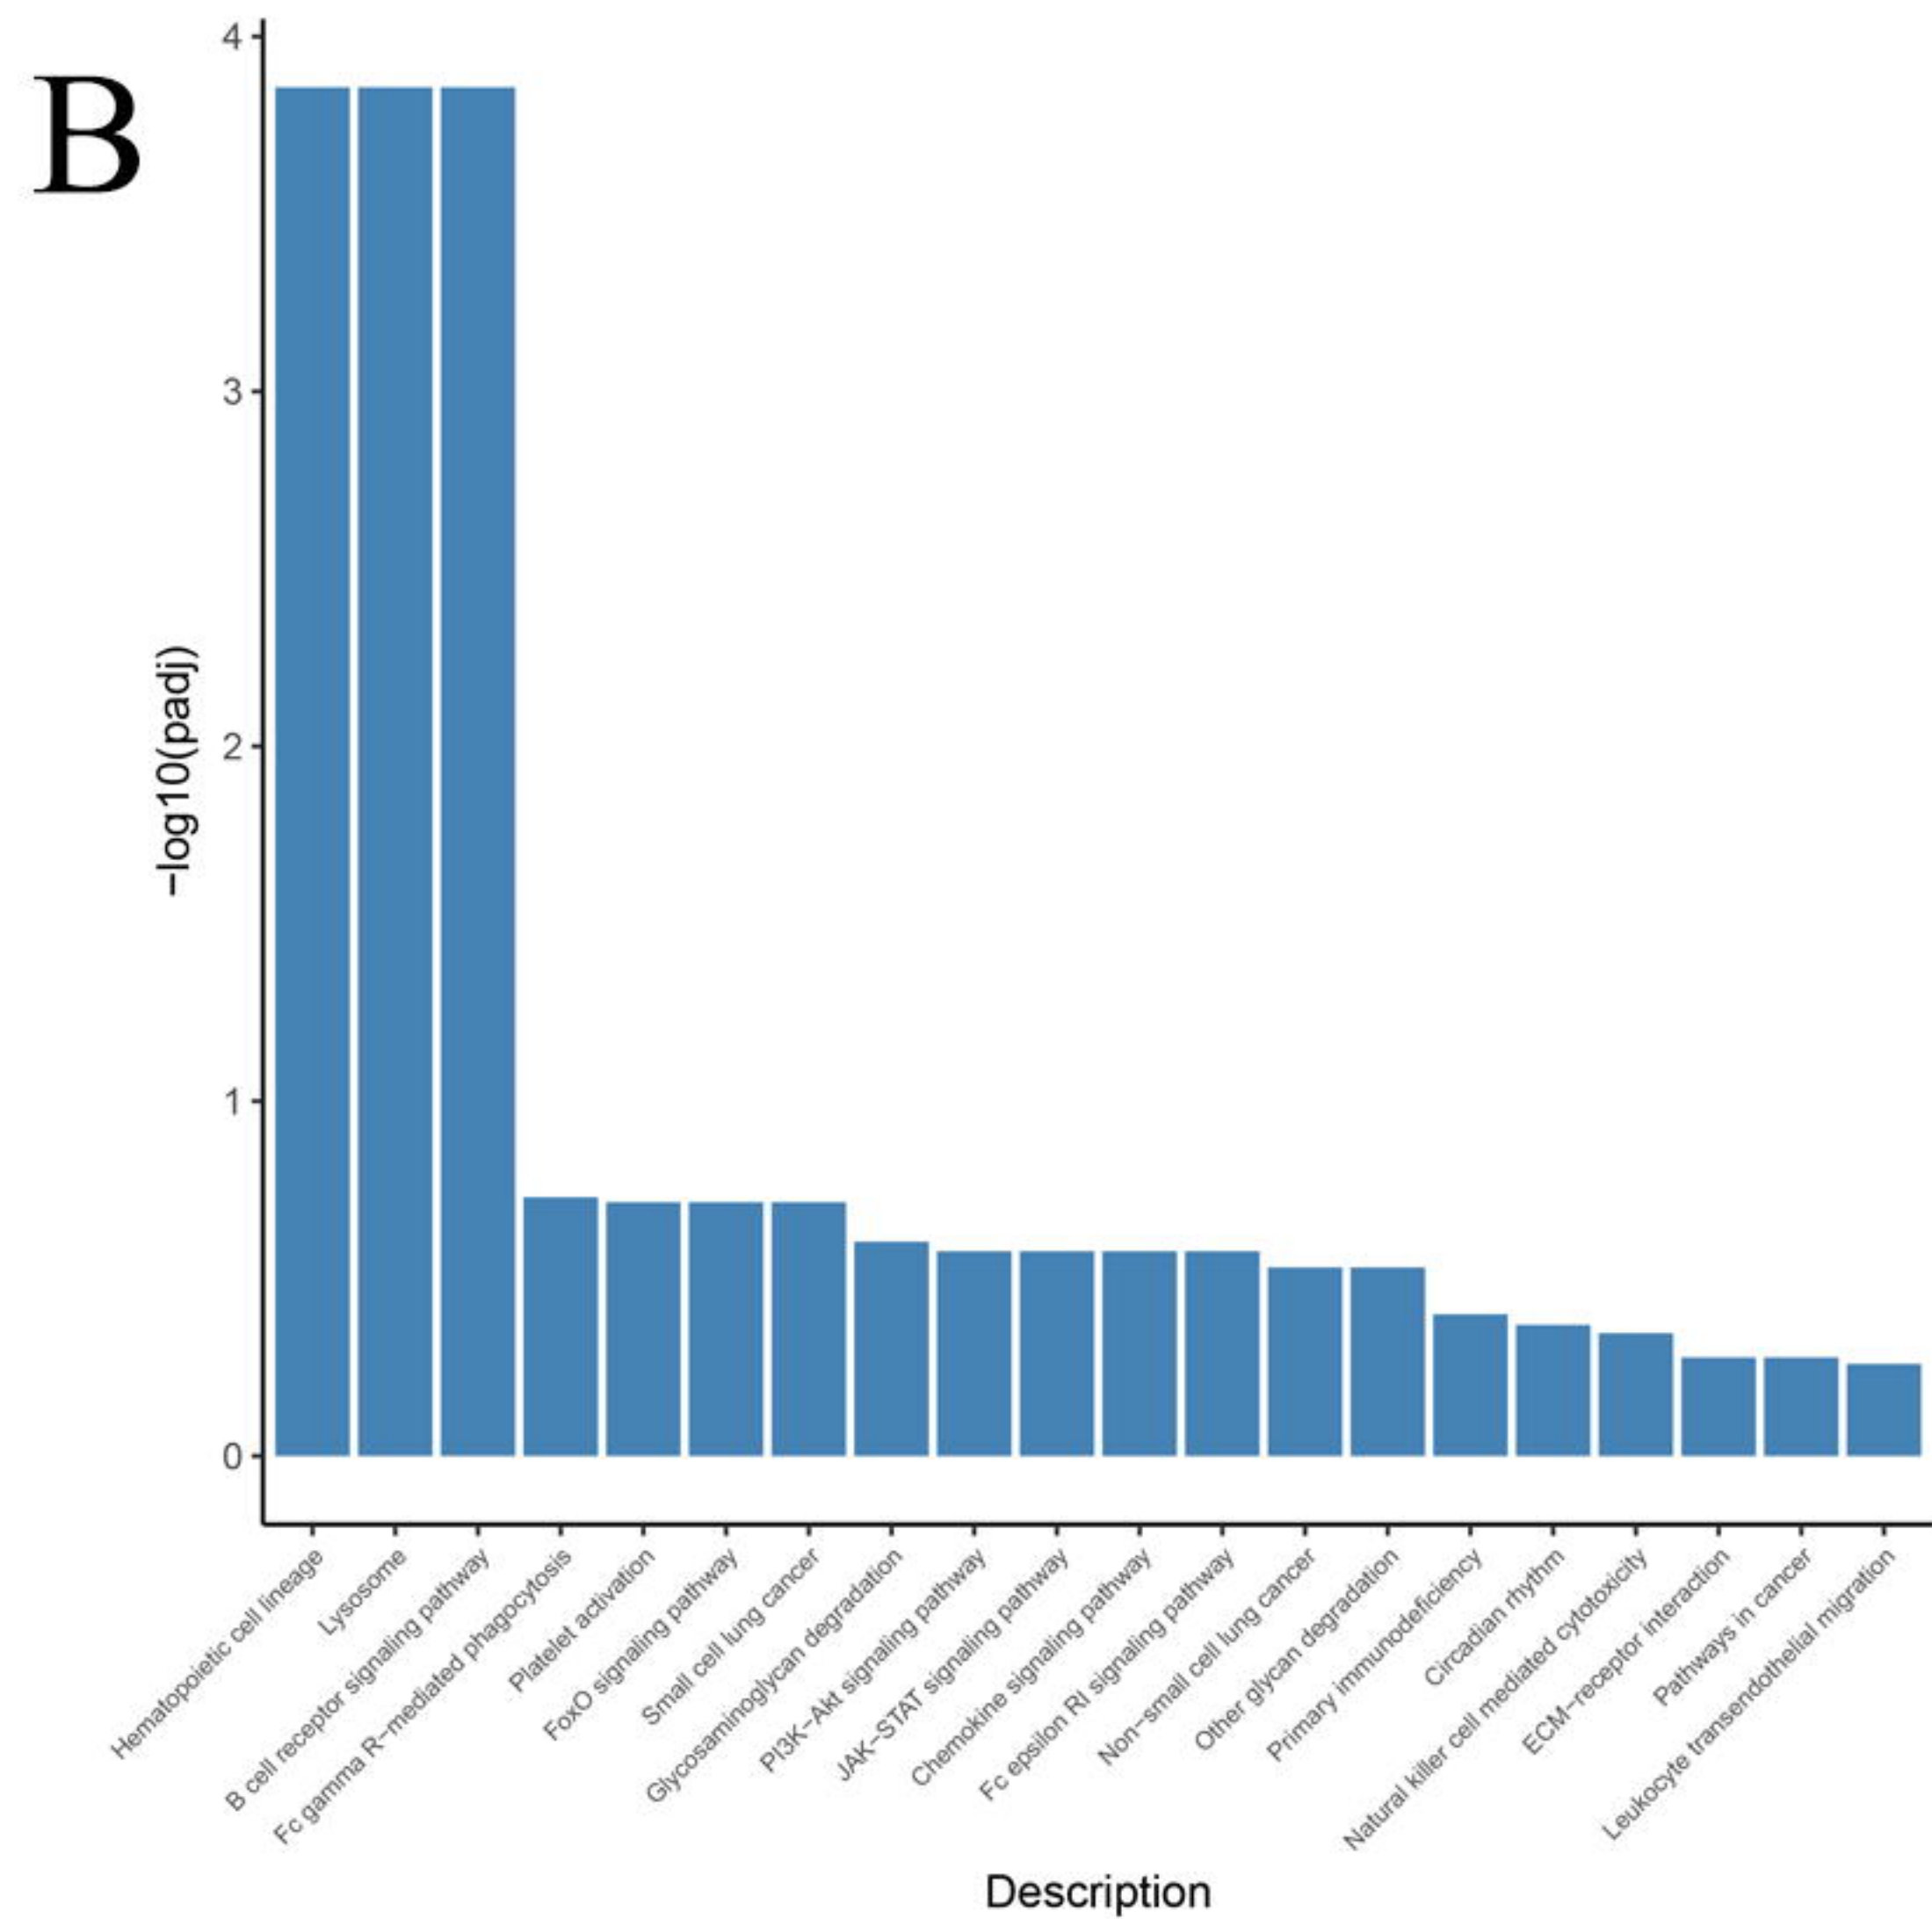 B
4
3
2
1
0
−log10(padj)
Hematopoietic cell lineage
Lysosome
B cell receptor signaling pathway
Fc gamma R−mediated phagocytosis
Platelet activation
FoxO signaling pathway
Small cell lung cancer
Glycosaminoglycan degradation
PI3K−Akt signaling pathway
JAK−STAT signaling pathway
Chemokine signaling pathway
Fc epsilon RI signaling pathway
Non−small cell lung cancer
Other glycan degradation
Primary immunodeficiency
Circadian rhythm
Natural killer cell mediated cytotoxicity
ECM−receptor interaction
Pathways in cancer
Leukocyte transendothelial migration
Description